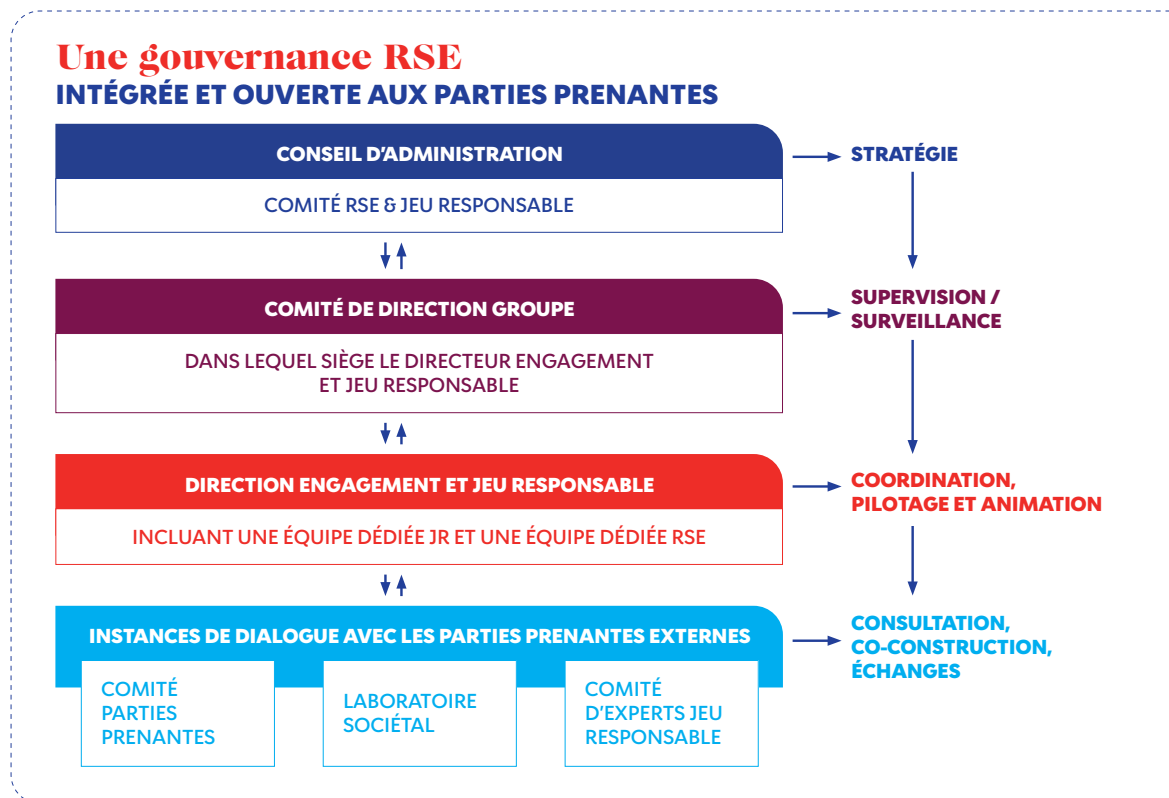 Une gouvernance RSE
INTÉGRÉE ET OUVERTE AUX PARTIES PRENANTES
CONSEIL D'ADMINISTRATION
COMITÉ RSE & JEU RESPONSABLE
STRATÉGIE
COMITÉ DE DIRECTION GROUPE
DANS LEQUEL SIÈGE LE DIRECTEUR ENGAGEMENT
ET JEU RESPONSABLE
SUPERVISION /
SURVEILLANCE
DIRECTION ENGAGEMENT ET JEU RESPONSABLE
INCLUANT UNE ÉQUIPE DÉDIÉE JR ET UNE ÉQUIPE DÉDIÉE RSE
COORDINATION,
PILOTAGE ET ANIMATION
INSTANCES DE DIALOGUE AVEC LES PARTIES PRENANTES EXTERNES
COMITÉ
PARTIES
PRENANTES
LABORATOIRE
SOCIÉTAL
COMITÉ
D'EXPERTS JEU
RESPONSABLE
CONSULTATION,
CO-CONSTRUCTION,
ÉCHANGES